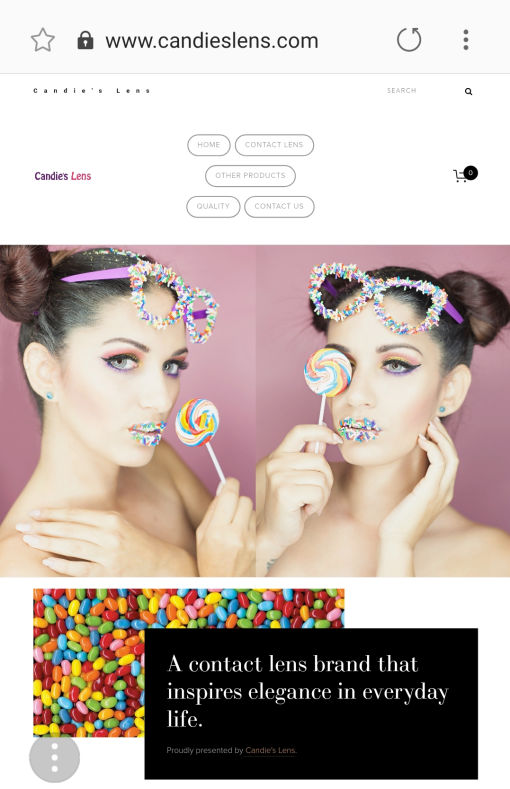 www.candieslens.com
Candie's Lens
SEARCH
HOME
CONTACT LENS
OTHER PRODUCTS
QUALITY
CONTACT US
Candie's Lens
0
A contact lens brand that
inspires elegance in everyday
life.
Proudly presented by Candie's Lens.